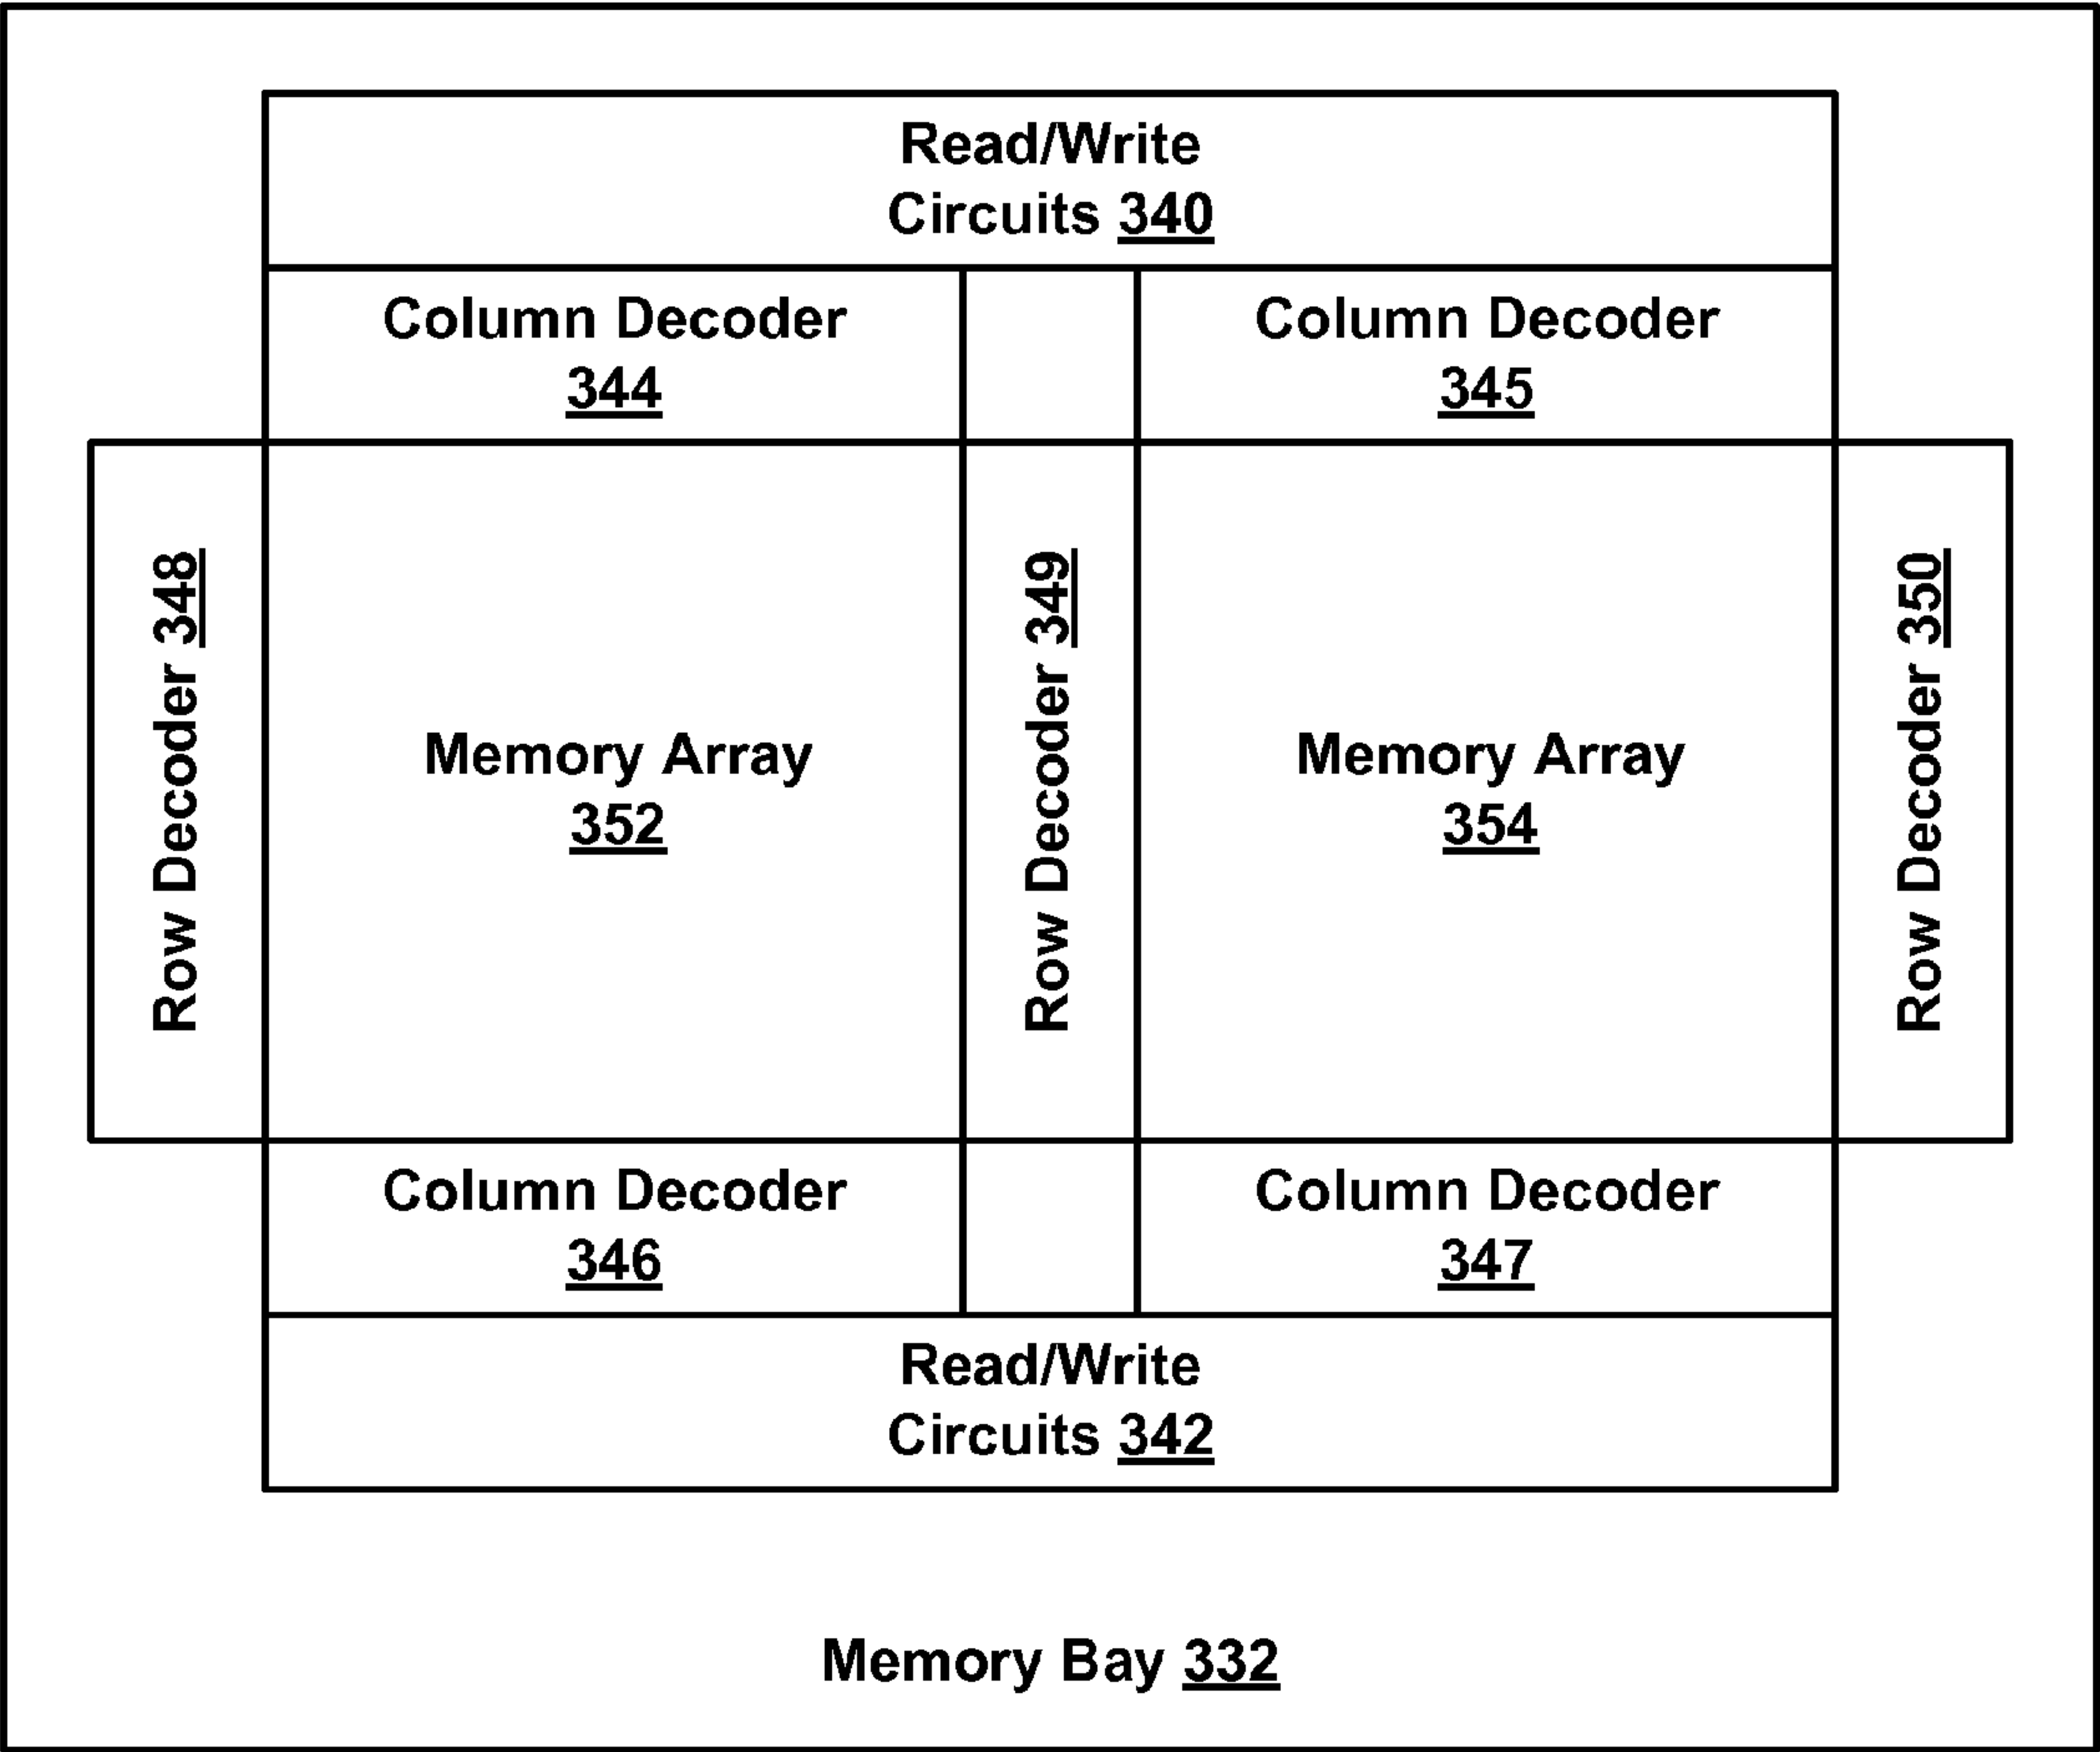 Read/Write
Circuits 340
Column Decoder
344
Column Decoder
345
Row Decoder 348
Memory Array
352
Row Decoder 349
Memory Array
354
Row Decoder 350
Column Decoder
346
Column Decoder
347
Read/Write
Circuits 342
Memory Bay 332